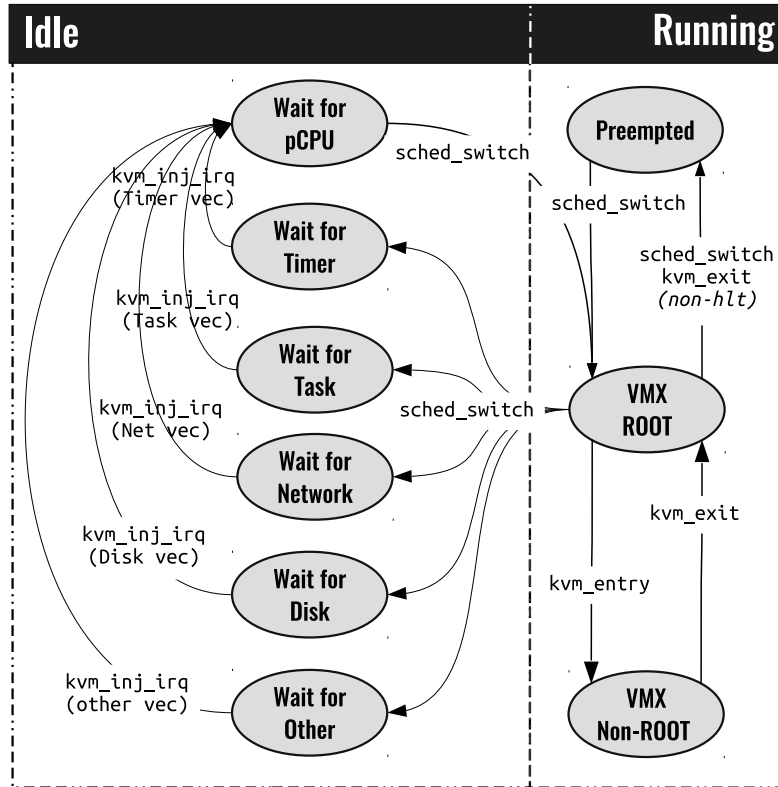 Idle
Running
Wait for
pCPU
Preempted
sched_switch
kvm_inj_irq
(Timer vec)
sched_switch
Wait for
Timer
sched_switch
kvm_exit
(non-hlt)
kvm_inj_irq
(Task vec)
Wait for
Task
kvm_inj_irq
(Net vec)
sched_switch
VMX
ROOT
Wait for
Network
kvm_exit
kvm_inj_irq
(Disk vec)
Wait for
Disk
kvm_entry
kvm_inj_irq
(other vec)
Wait for
Other
VMX
Non-ROOT